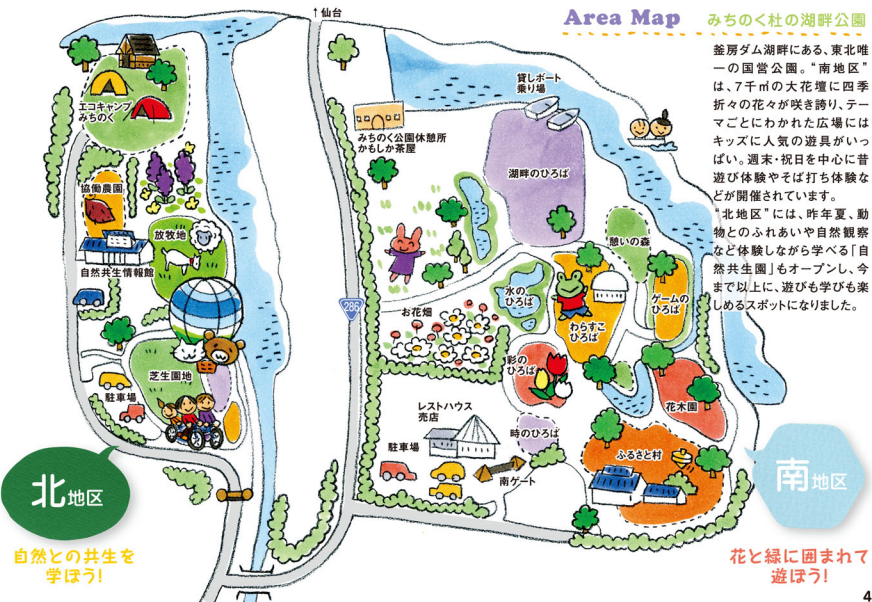 ↑仙台
Area Map みちのく杜の湖畔公園
釜房ダム湖畔にある、東北唯
一の国営公園。“南地区”
は、7千㎡の大花壇に四季
折々の花々が咲き誇り、テー
マごとにわかれた広場には
キッズに人気の遊具がいっ
ぱい。週末・祝日を中心に昔
遊び体験やそば打ち体験な
どが開催されています。
“北地区”には、昨年夏、動
物とのふれあいや自然観察
など体験しながら学べる「自
然共生園」もオープンし、今
まで以上に、遊びも学びも楽
しめるスポットになりました。
エコキャンプ
みちのく
協働農園
放牧地
自然共生情報館
芝生園地
駐車場
北地区
自然との共生を
学ぼう!
286
貸しボート
乗り場
みちのく公園休憩所
かもしか茶屋
湖畔のひろば
憩いの森
水の
ひろば
お花畑
わらすこ
ひろば
ゲームの
ひろば
彩の
ひろば
花木園
レストハウス
売店
時のひろば
駐車場
南ゲート
ふるさと村
南地区
花と緑に囲まれて
遊ぼう!
4